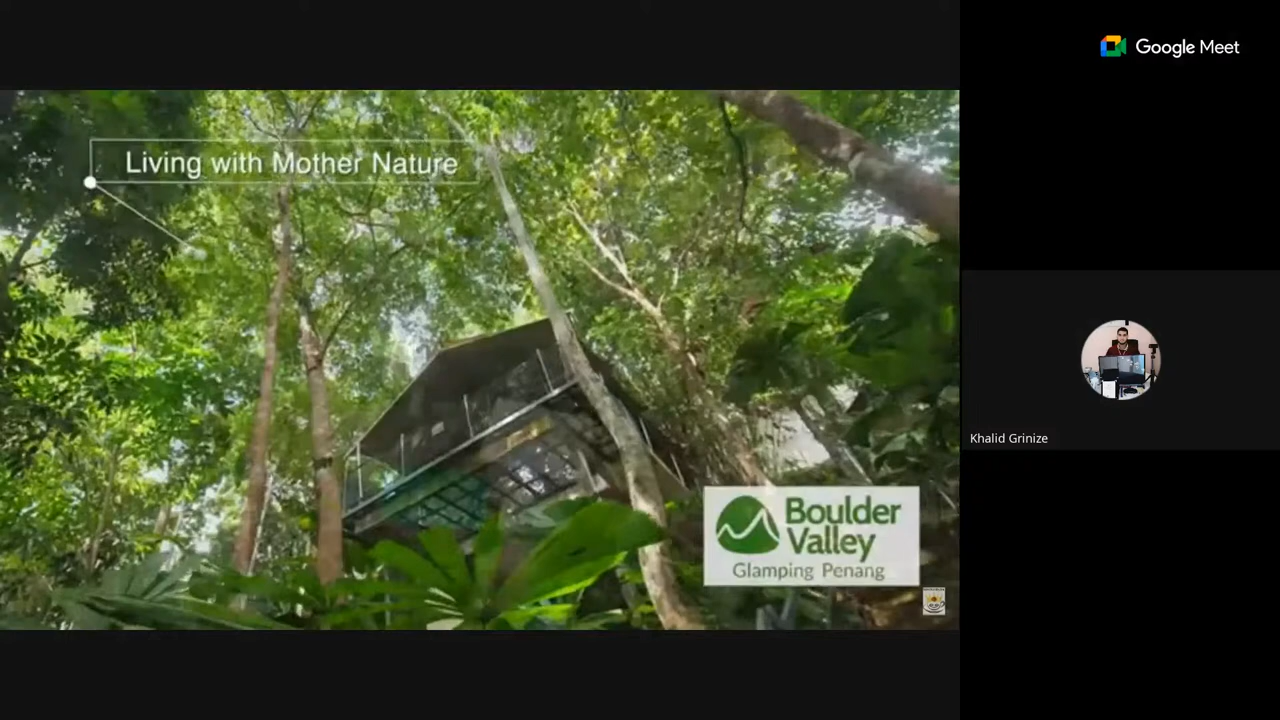 Google Meet
Living with Mother Nature
Boulder
Valley
Glamping Penang
Khalid Grinize